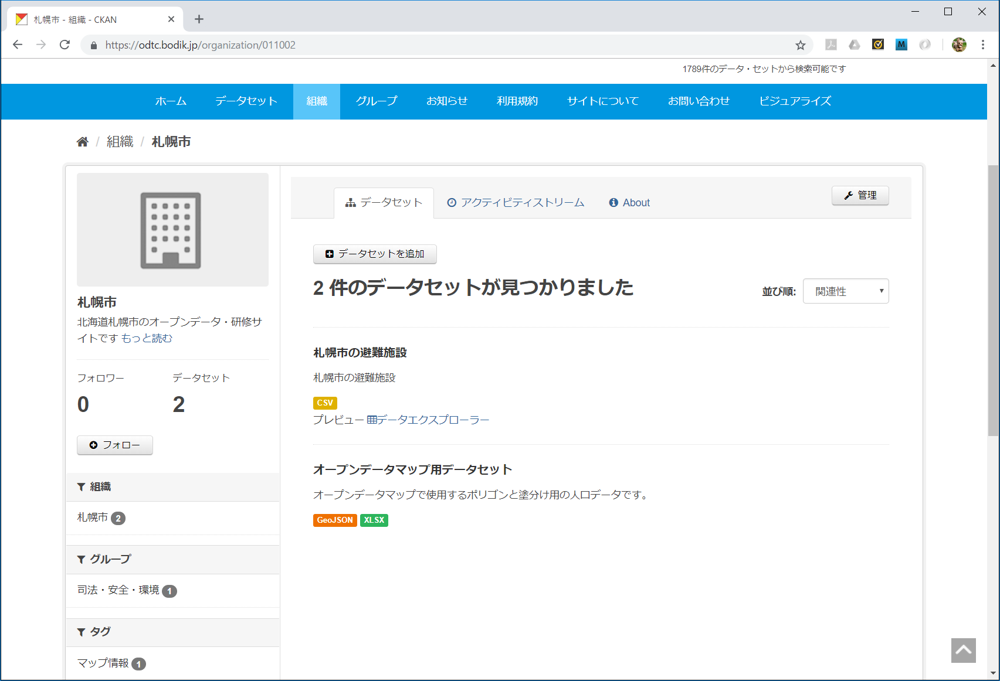 札幌市 - 組織 - CKAN
https://odtc.bodik.jp/organization/011002
M
1789件のデータ・セットから検索可能です
ホーム データセット 組織 グループ お知らせ 利用規約 サイトについて お問い合わせ ビジュアライズ
/ 組織 / 札幌市
札幌市
北海道札幌市のオープンデータ・研修サ
イトです もっと読む
フォロワー データセット
0 2
フォロー
組織
札幌市 2
グループ
司法・安全・環境 1
タグ
マップ情報 1
データセット アクティビティストリーム About 管理
データセットを追加
2 件のデータセットが見つかりました
並び順: 関連性
札幌市の避難施設
札幌市の避難施設
CSV
プレビュー データエクスプローラー
オープンデータマップ用データセット
オープンデータマップで使用するポリゴンと塗分け用の人口データです。
GeoJSON XLSX